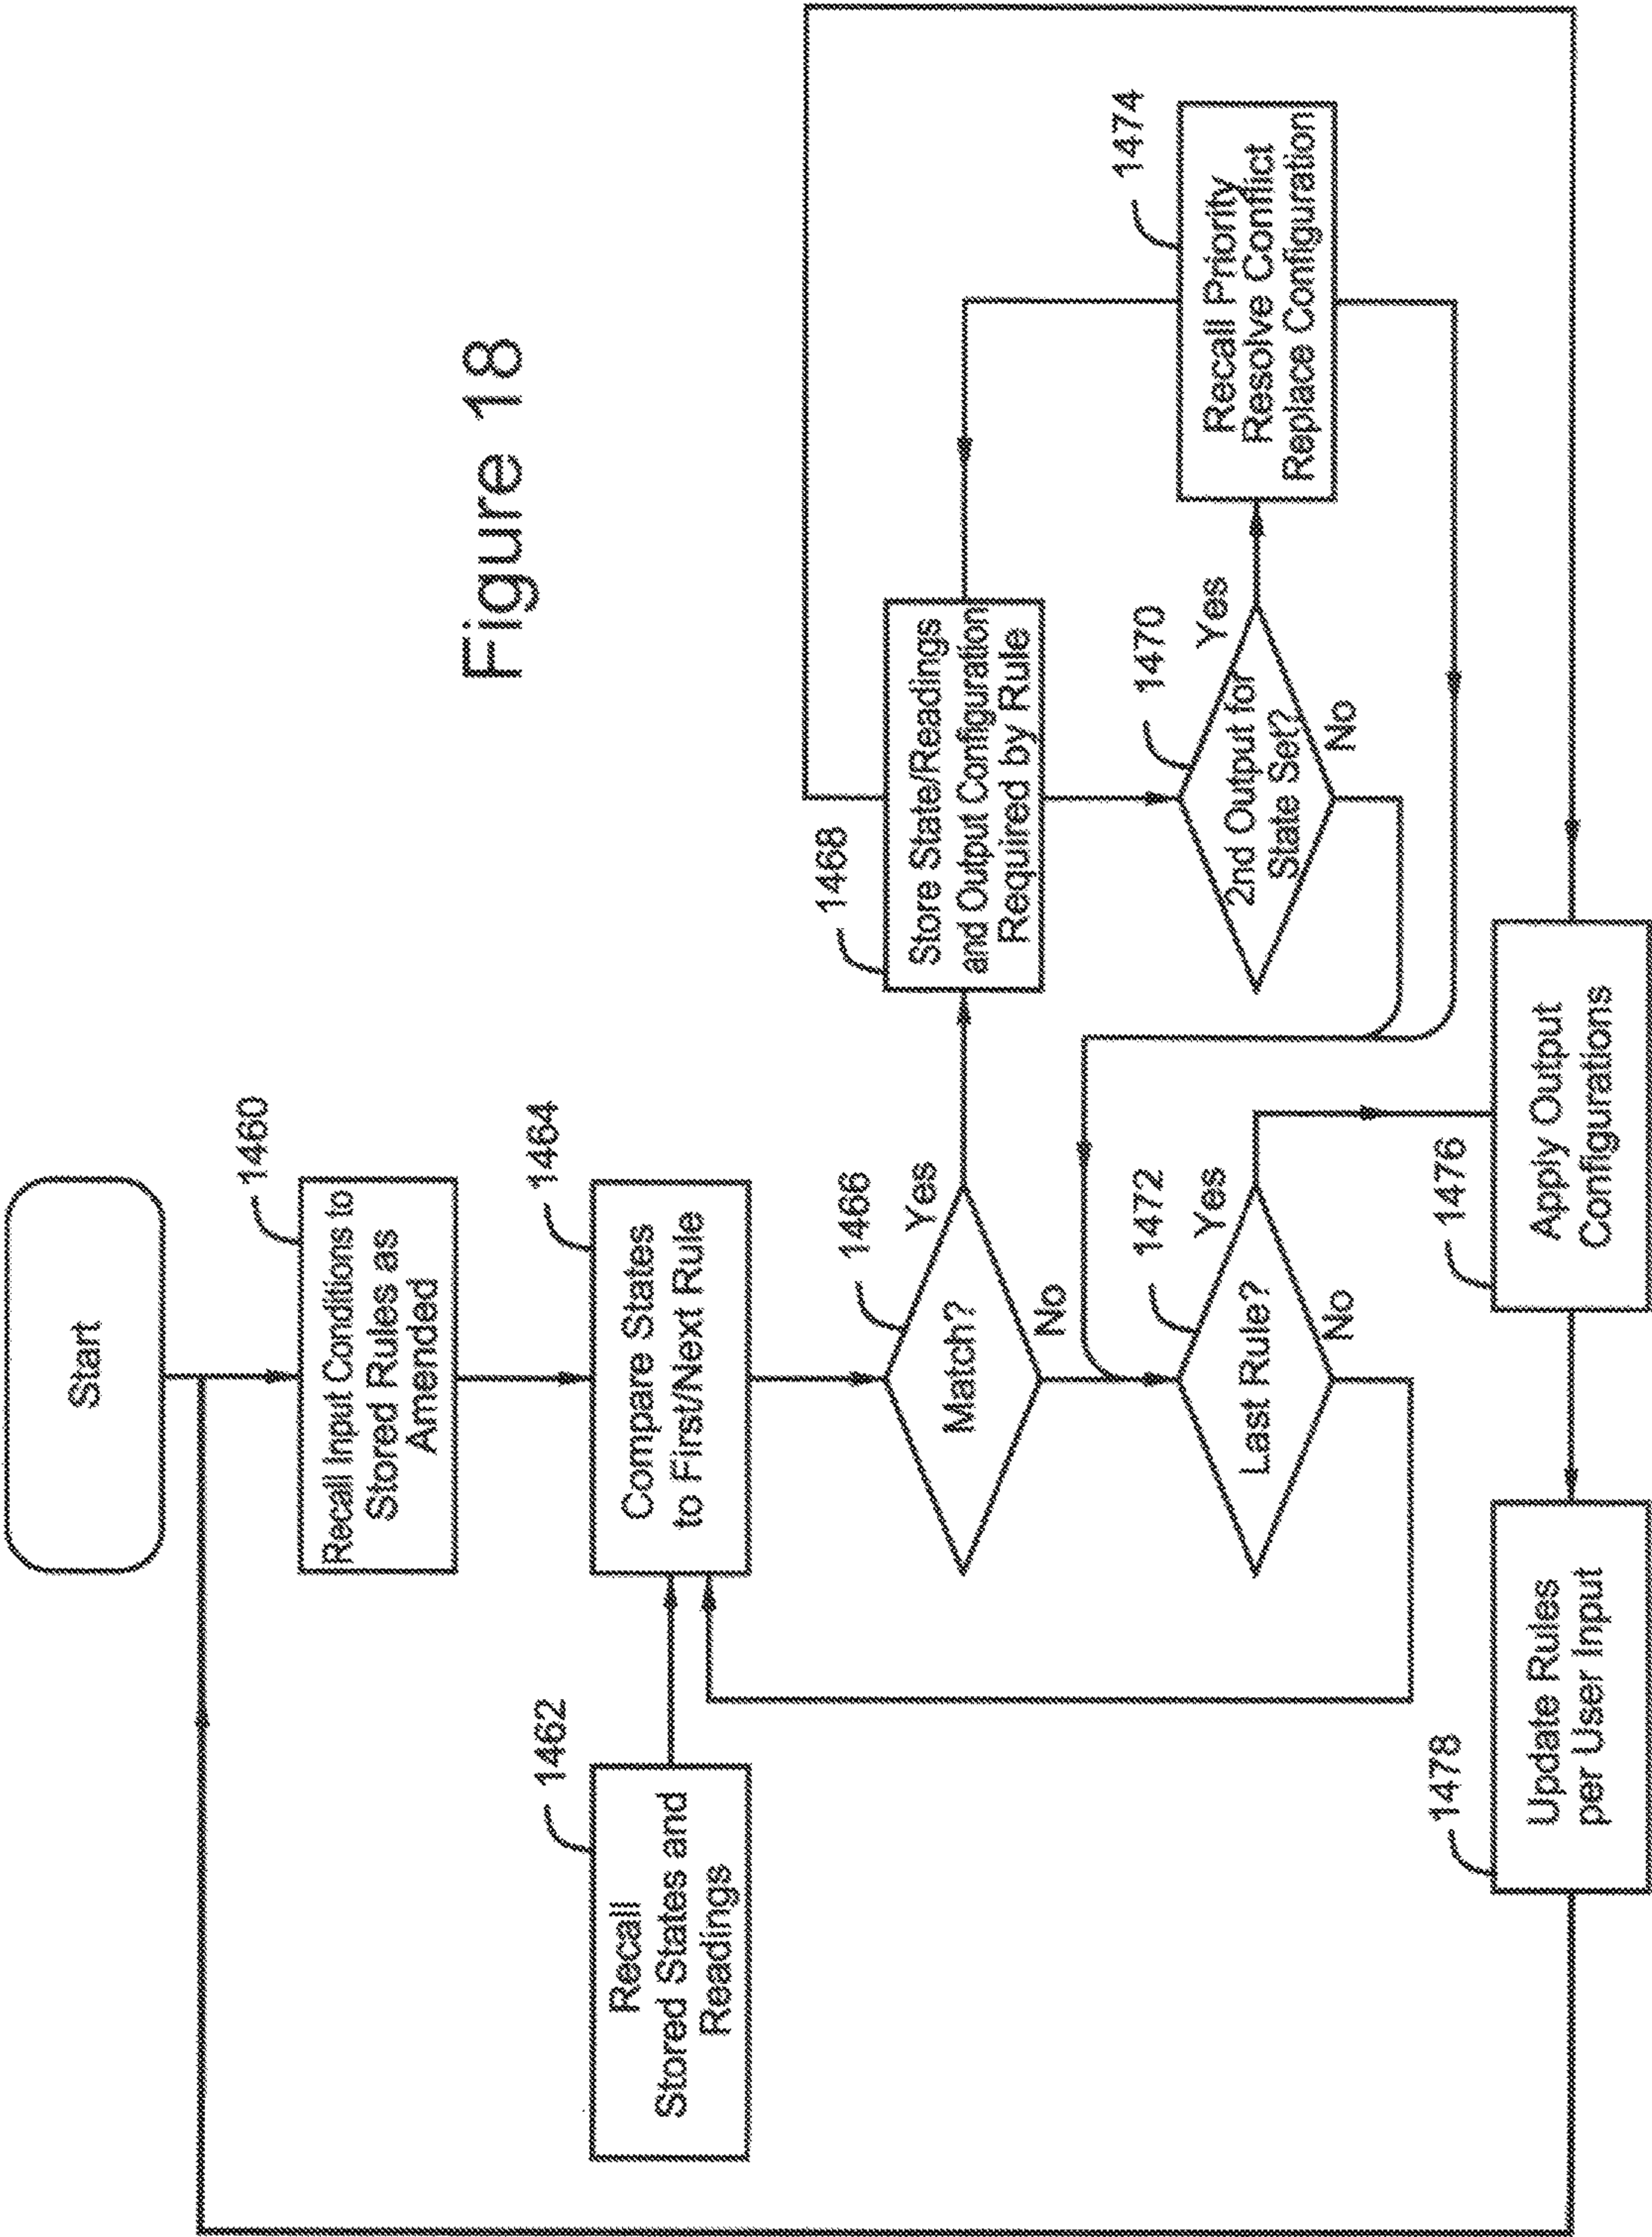 Figure 18
Start
1460
Recall Input Conditions to
Stored Rules as
Amended
1462
Recall
Stored States and
Readings
1464
Compare States
to First/Next Rule
1466
Match?
Yes
No
1468
Store State/Readings
and Output Configuration
Required by Rule
1470
2nd Output for
State Set?
Yes
No
1474
Recall Priority
Resolve Conflict
Replace Configuration
1472
Last Rule?
Yes
No
1476
Apply Output
Configurations
1478
Update Rules
per User Input